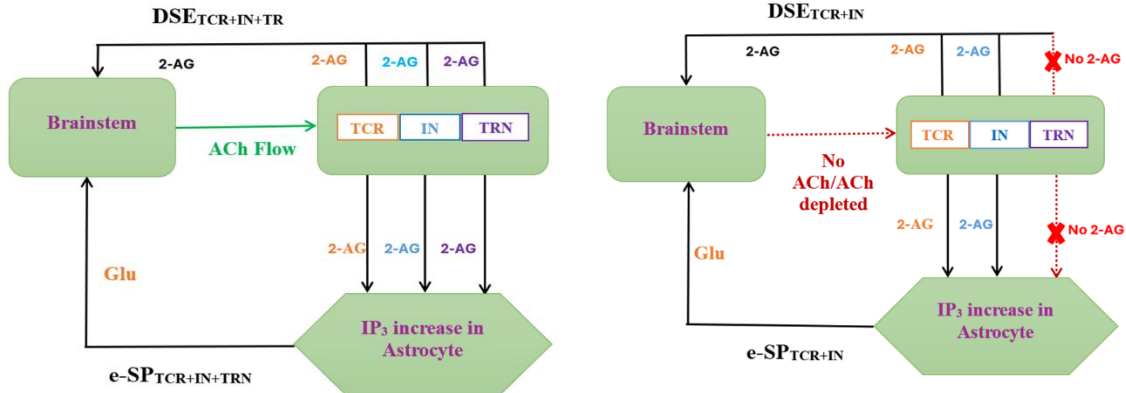 DSETCR+IN+TR
2-AG
2-AG
2-AG
2-AG
Brainstem
ACh Flow
TCR
IN
TRN
2-AG
2-AG
2-AG
Glu
IP3 increase in
Astrocyte
e-SPTCR+IN+TRN
DSETCR+IN
2-AG
2-AG
2-AG
No 2-AG
Brainstem
No
ACh/ACh
depleted
TCR
IN
TRN
2-AG
2-AG
No 2-AG
Glu
IP3 increase in
Astrocyte
e-SPTCR+IN